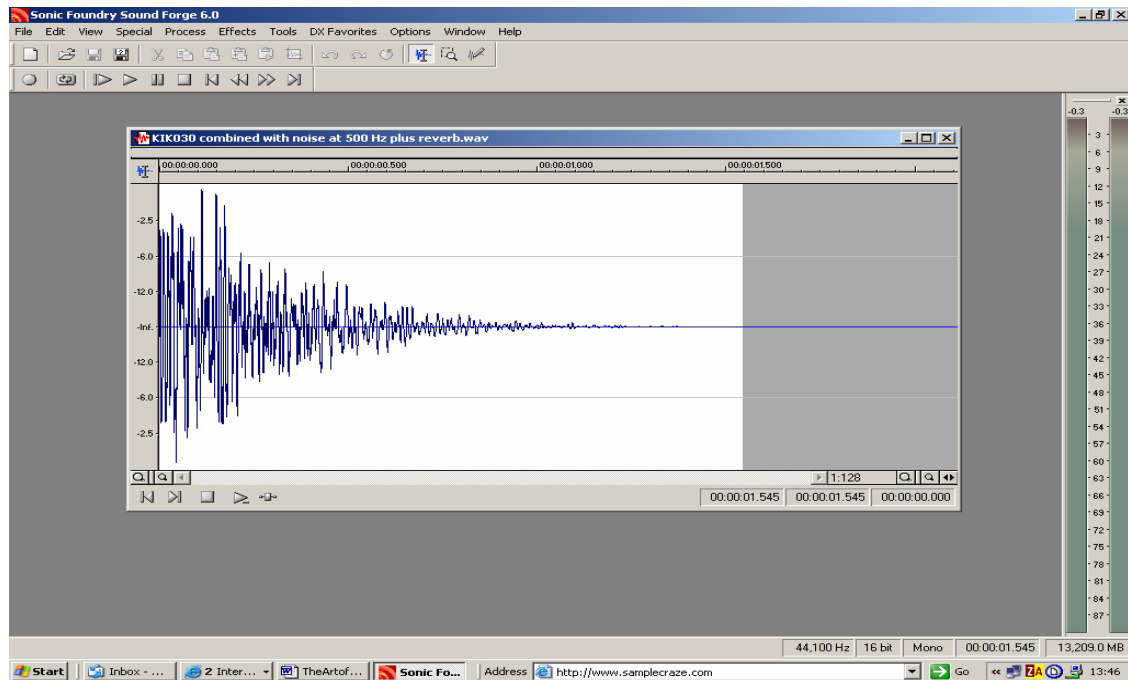 Sonic Foundry Sound Forge 6.0
File Edit View Special Process Effects Tools DX Favorites Options Window Help
-0.3 -0.3
KIK030 combined with noise at 500 Hz plus reverb.wav
00:00:00.000 00:00:00.500 00:00:01.000 00:00:01.500
-2.5
-6.0
-12.0
-Inf.
-12.0
-6.0
-2.5
1:128
00:00:01.545 00:00:01.545 00:00:00.000
- 3 -
- 6 -
- 9 -
- 12 -
- 15 -
- 18 -
- 21 -
- 24 -
- 27 -
- 30 -
- 33 -
- 36 -
- 39 -
- 42 -
- 45 -
- 48 -
- 51 -
- 54 -
- 57 -
- 60 -
- 63 -
- 66 -
- 69 -
- 72 -
- 75 -
- 78 -
- 81 -
- 84 -
- 87 -
44,100 Hz 16 bit Mono 00:00:01.545 13,209.0 MB
Start Inbox - ... 2 Inter... TheArtof... Sonic Fo... Address http://www.samplecraze.com Go « ZA 13:46